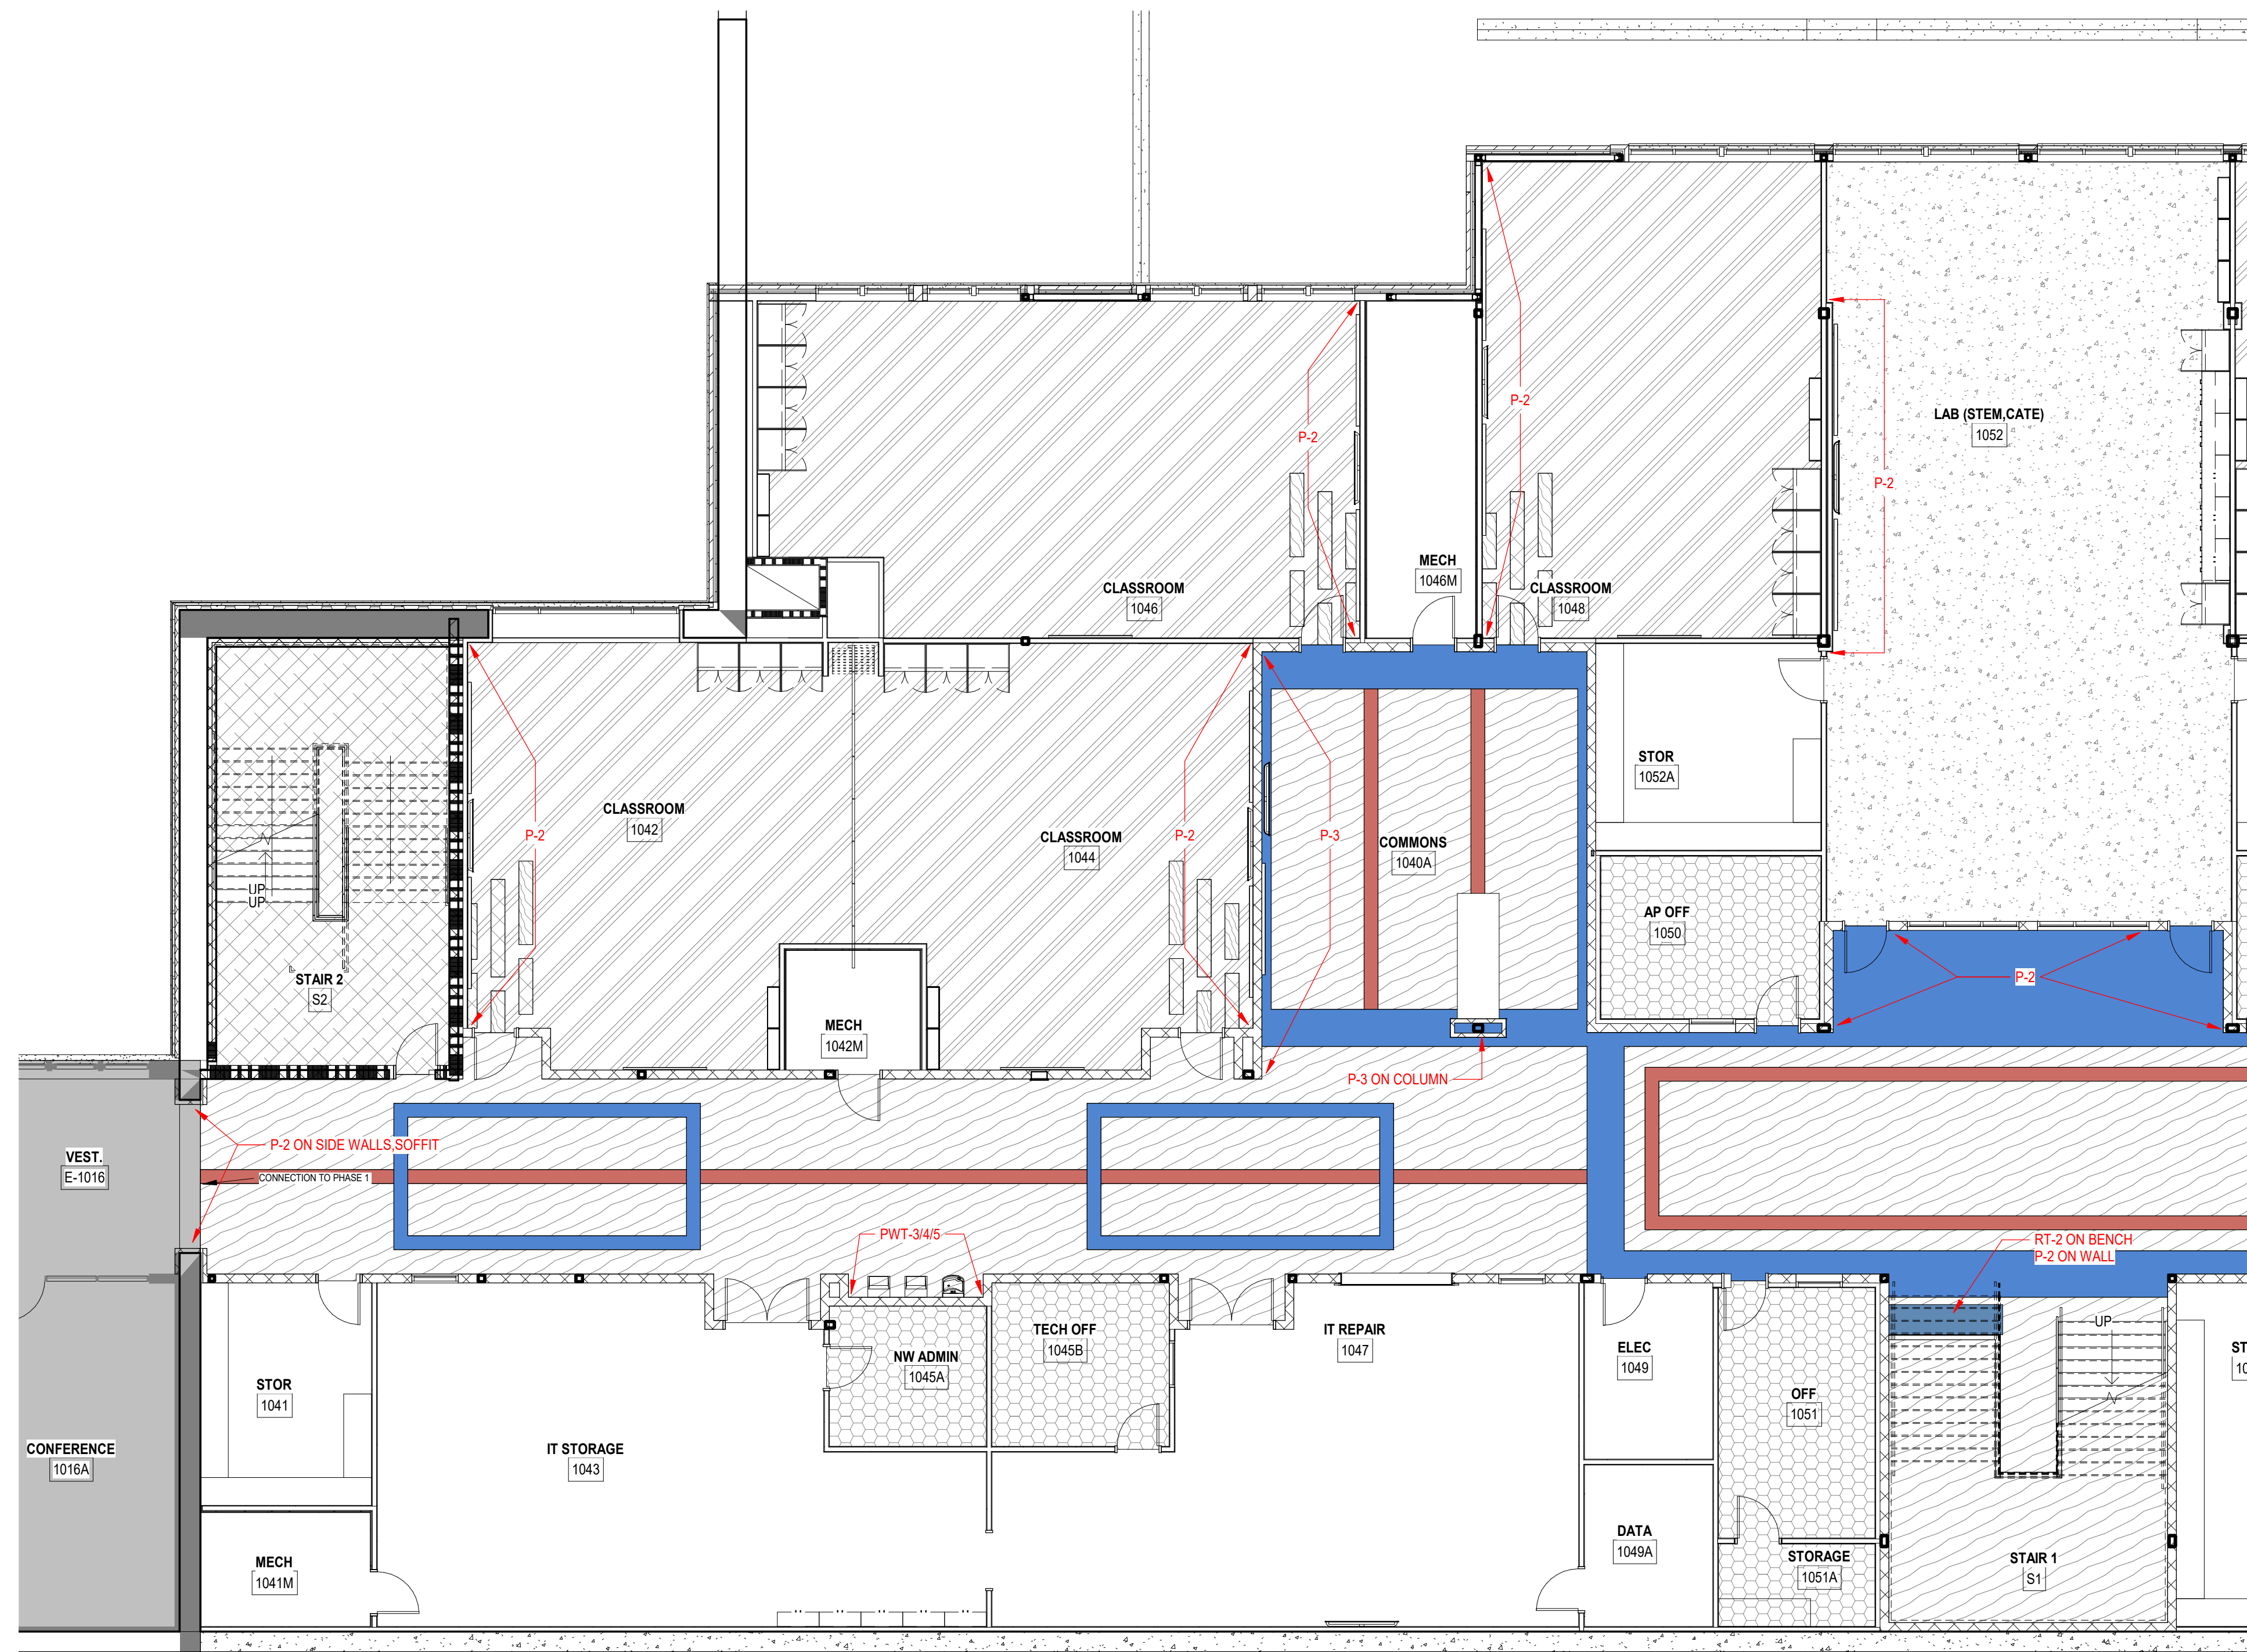 LAB (STEM,CATE)
1052
P-2
P-2
P-2
CLASSROOM
1046
MECH
1046M
CLASSROOM
1048
STOR
1052A
CLASSROOM
1042
CLASSROOM
1044
P-2
P-2
P-3
COMMONS
1040A
UP
UP
AP OFF
1050
STAIR 2
S2
P-2
MECH
1042M
P-3 ON COLUMN
P-2 ON SIDE WALLS,SOFFIT
VEST.
E-1016
CONNECTION TO PHASE 1
PWT-3/4/5
RT-2 ON BENCH
P-2 ON WALL
UP
TECH OFF
1045B
IT REPAIR
1047
NW ADMIN
1045A
ELEC
1049
STOR
1041
OFF
1051
CONFERENCE
1016A
IT STORAGE
1043
DATA
1049A
MECH
1041M
STORAGE
1051A
STAIR 1
S1